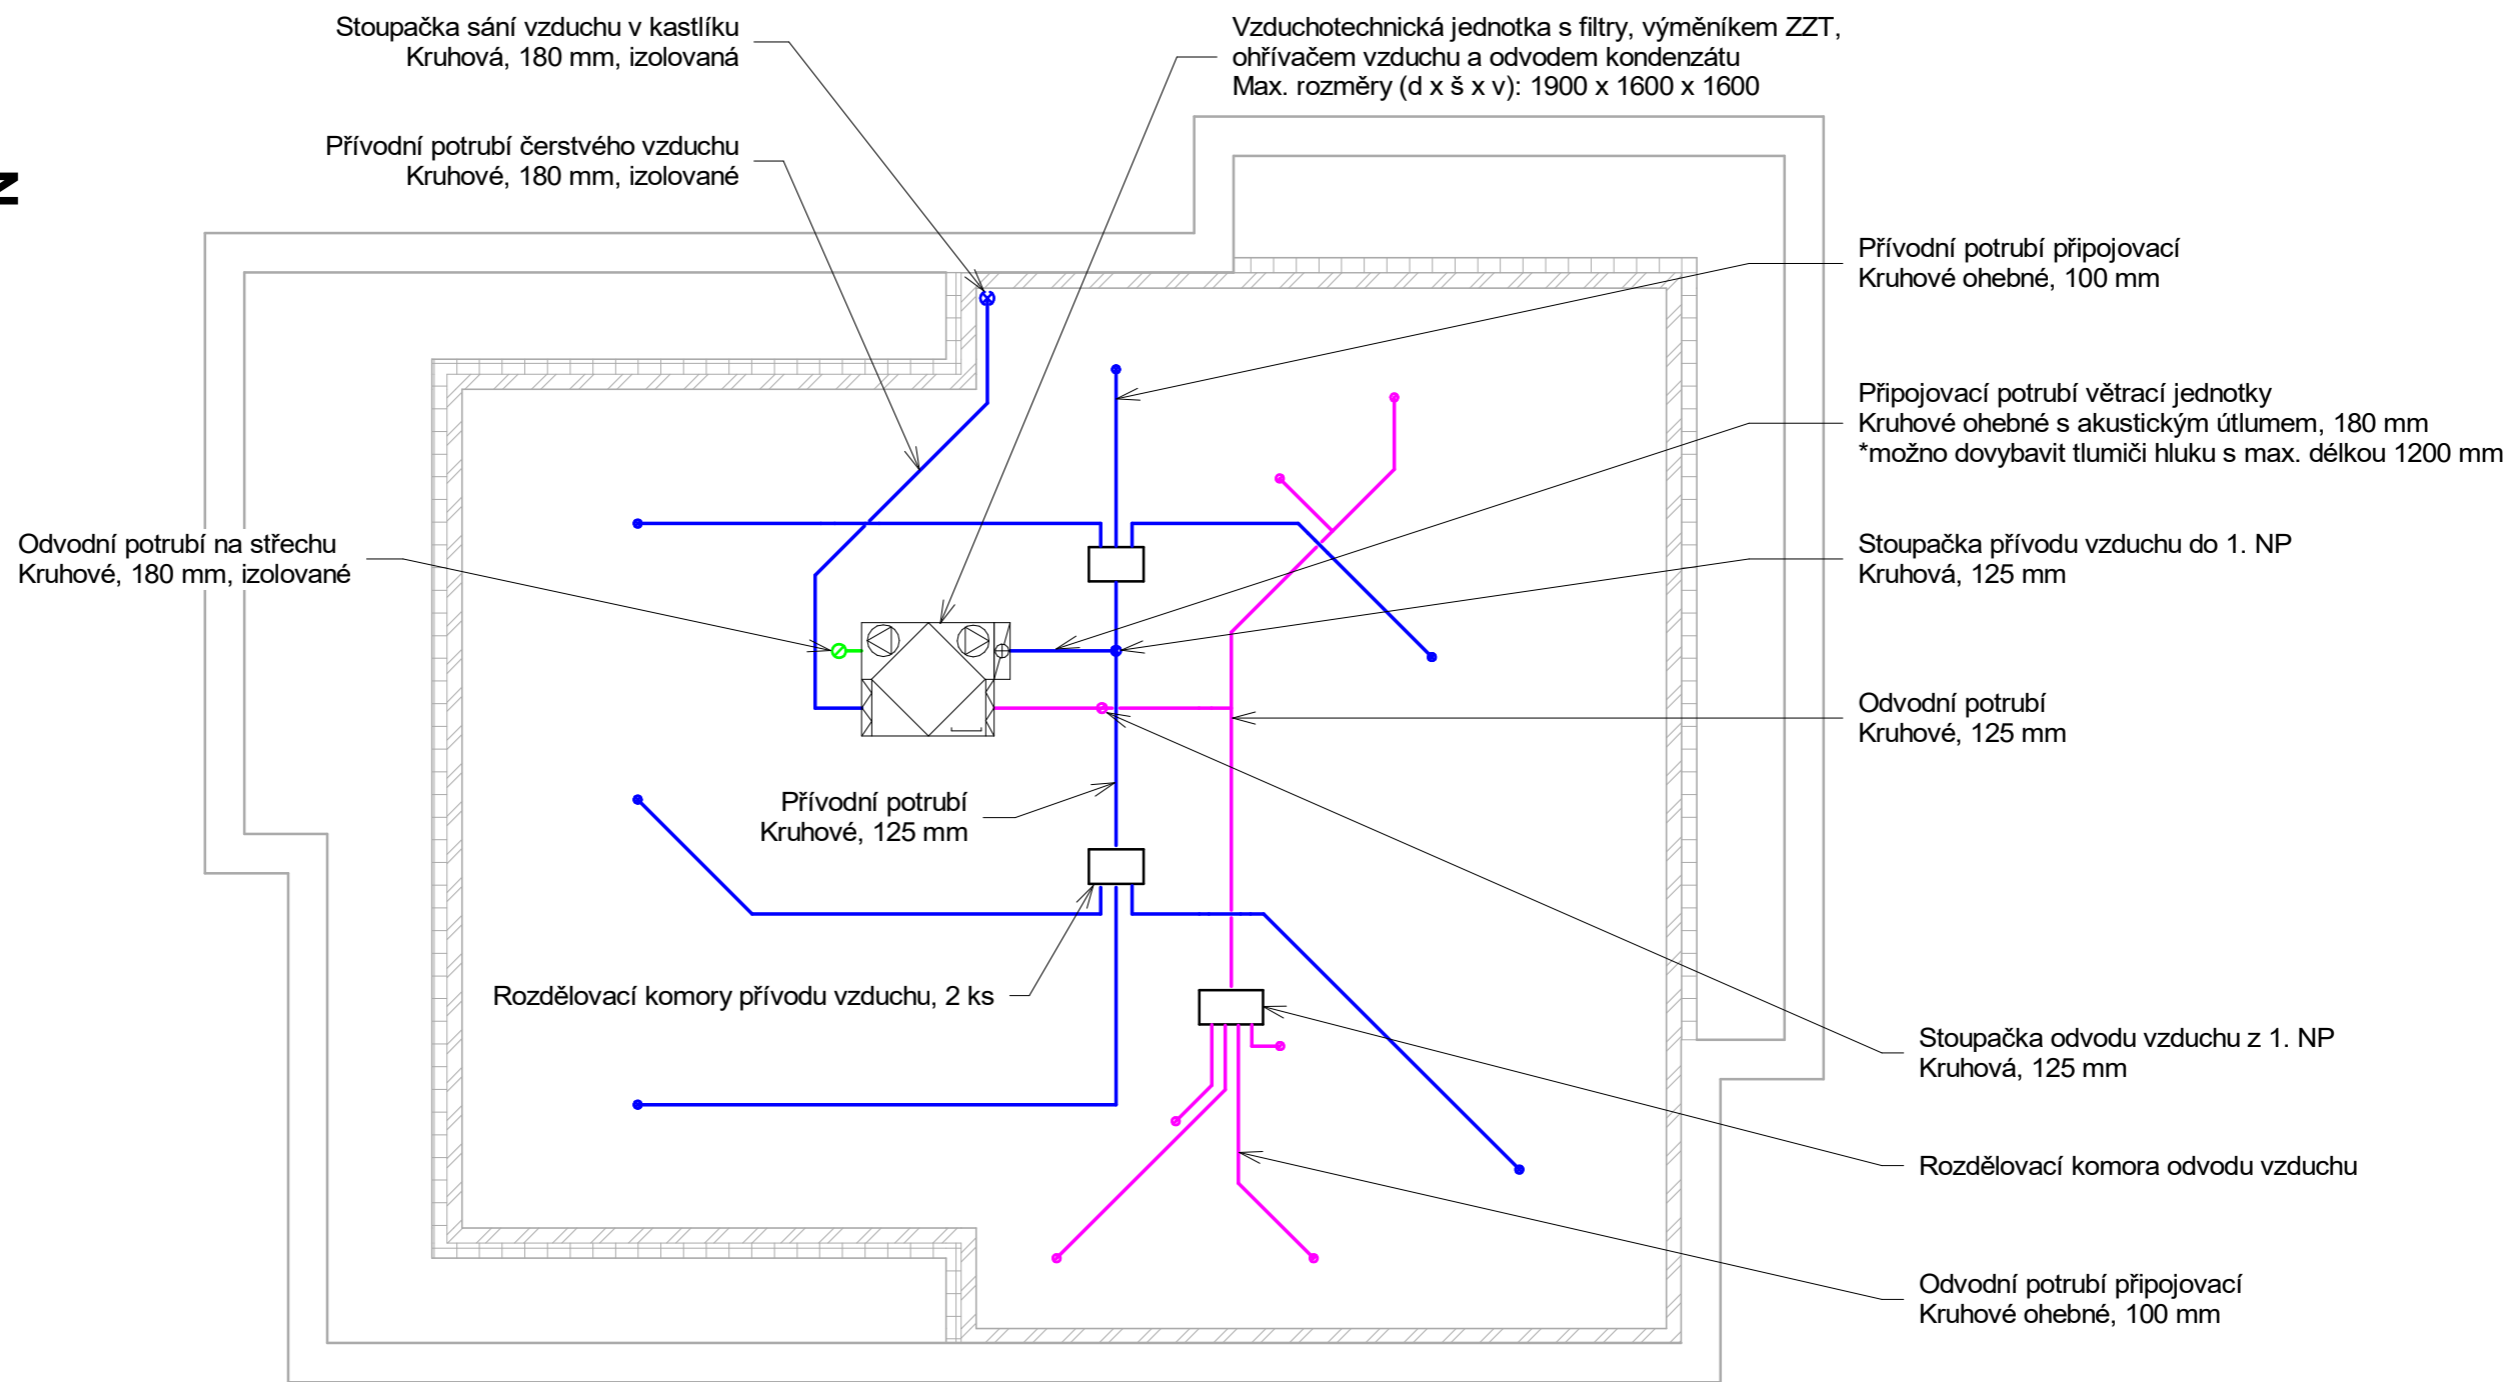 Stoupačka sání vzduchu v kastlíku
Kruhová, 180 mm, izolovaná
Vzduchotechnická jednotka s filtry, výměníkem ZZT,
ohřívačem vzduchu a odvodem kondenzátu
Max. rozměry (d x š x v): 1900 x 1600 x 1600
Přívodní potrubí čerstvého vzduchu
Kruhové, 180 mm, izolované
Přívodní potrubí připojovací
Kruhové ohebné, 100 mm
Připojovací potrubí větrací jednotky
Kruhové ohebné s akustickým útlumem, 180 mm
*možno dovybavit tlumiči hluku s max. délkou 1200 mm
Odvodní potrubí na střechu
Kruhové, 180 mm, izolované
Stoupačka přívodu vzduchu do 1. NP
Kruhová, 125 mm
Odvodní potrubí
Kruhové, 125 mm
Přívodní potrubí
Kruhové, 125 mm
Rozdělovací komory přívodu vzduchu, 2 ks
Stoupačka odvodu vzduchu z 1. NP
Kruhová, 125 mm
Rozdělovací komora odvodu vzduchu
Odvodní potrubí připojovací
Kruhové ohebné, 100 mm